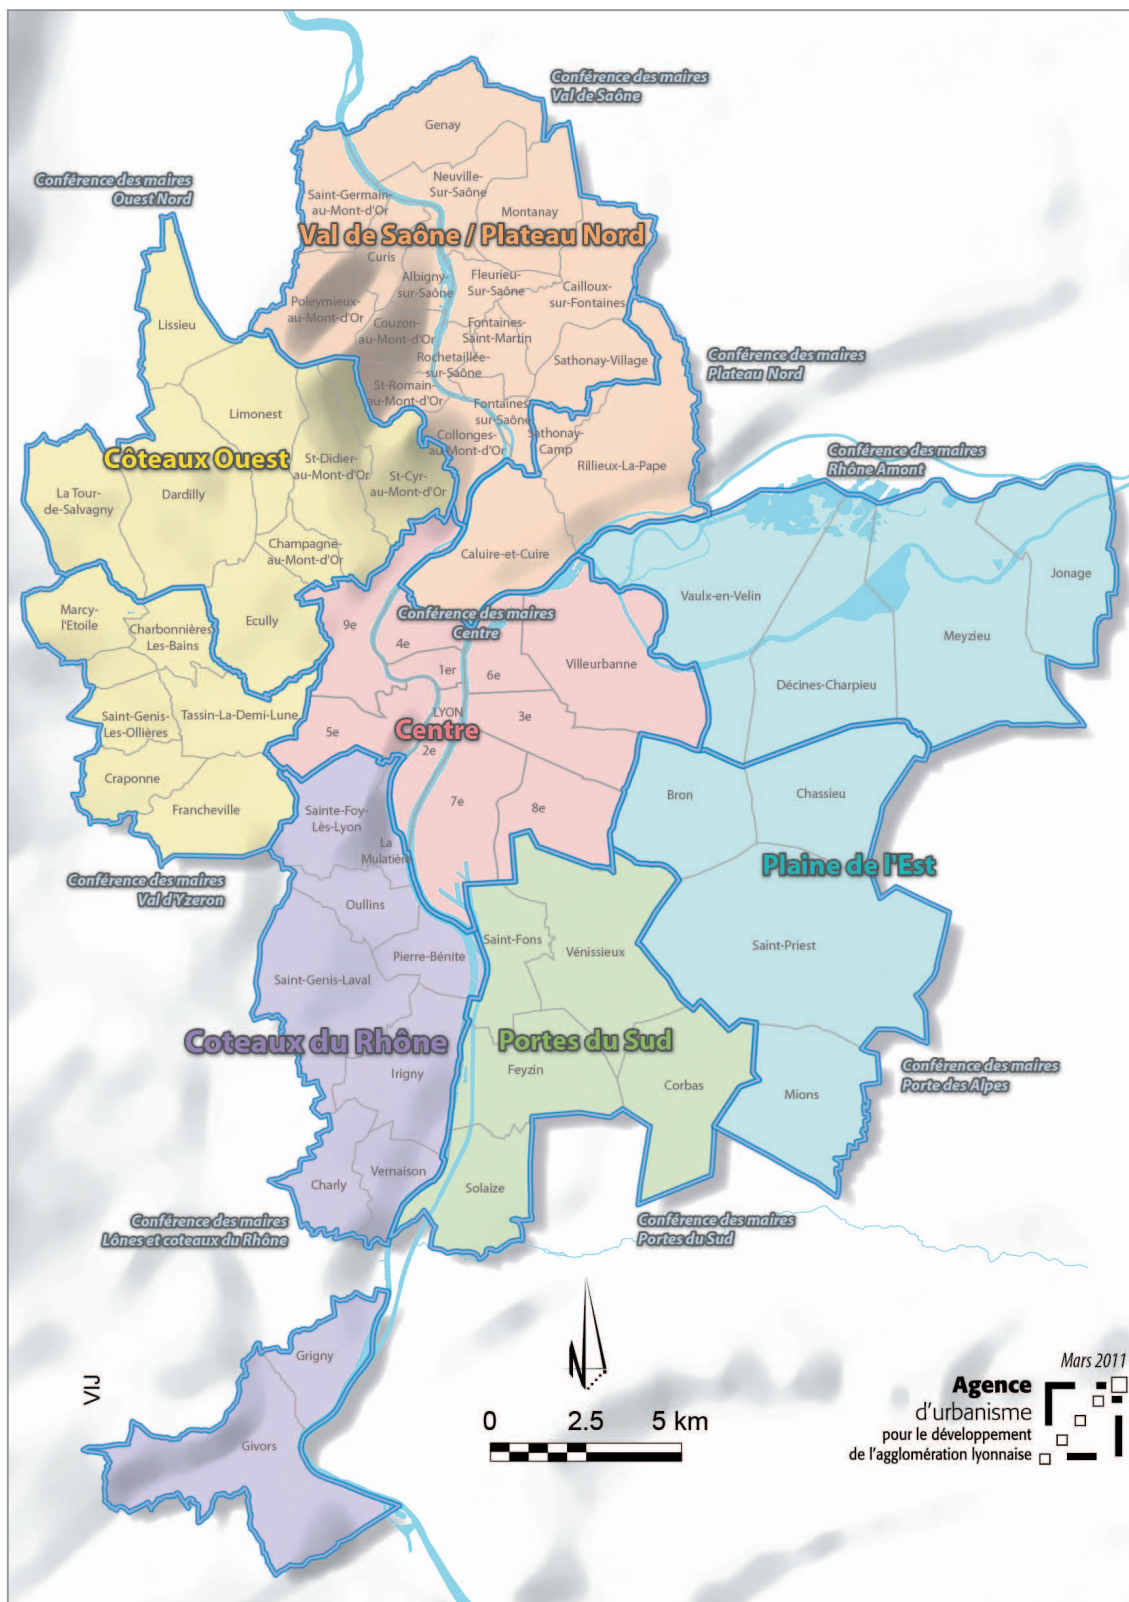 Conférence des maires
Val de Saône
Genay
Conférence des maires
Ouest Nord
Neuville-
Sur-Saône
Saint-Germain-
au-Mont-d'Or
Montanay
Val de Saône / Plateau Nord
Curis
Albigny-
sur-Saône
Fleurieu-
Sur-Saône
Cailloux-
sur-Fontaines
Poleymieux-
au-Mont-d'Or
Lissieu
Couzon-
au-Mont-d'Or
Fontaines-
Saint-Martin
Rochetaillée-
sur-Saône
Sathonay-Village
Conférence des maires
Plateau Nord
St-Romain-
au-Mont-d'Or
Fontaines-
sur-Saône
Limonest
Collonges-
au-Mont-d'Or
Sathonay-
Camp
Rillieux-La-Pape
Conférence des maires
Rhône Amont
Côteaux Ouest
St-Didier-
au-Mont-d'Or
St-Cyr-
au-Mont-d'Or
La Tour-
de-Salvagny
Dardilly
Champagne-
au-Mont-d'Or
Caluire-et-Cuire
Jonage
Vaulx-en-Velin
Meyzieu
Marcy-
l'Etoile
Charbonnières
Les-Bains
Ecully
Conférence des maires
Centre
9e
4e
1er
6e
Villeurbanne
Décines-Charpieu
Saint-Genis-
Les-Ollières
Tassin-La-Demi-Lune
LYON
3e
5e
Centre
2e
Craponne
Francheville
7e
8e
Bron
Chassieu
Sainte-Foy-
Lès-Lyon
La
Mulatière
Plaine de l'Est
Conférence des maires
Val d'Yzeron
Oullins
Saint-Fons
Vénissieux
Saint-Priest
Pierre-Bénite
Saint-Genis-Laval
Coteaux du Rhône
Portes du Sud
Irigny
Feyzin
Corbas
Mions
Conférence des maires
Porte des Alpes
Charly
Vernaison
Solaize
Conférence des maires
Lônes et coteaux du Rhône
Conférence des maires
Portes du Sud
Grigny
Givors
VIJ
N
0 2.5 5 km
Mars 2011
Agence
d'urbanisme
pour le développement
de l'agglomération lyonnaise